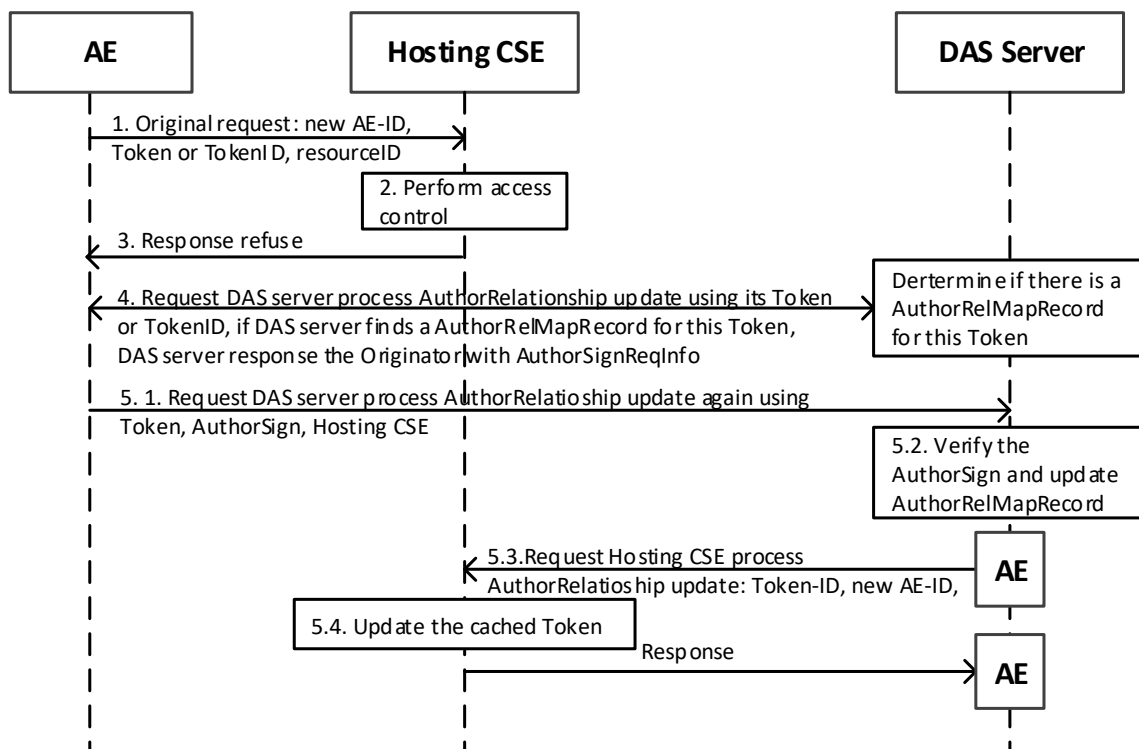 AE
Hosting CSE
DAS Server
1. Original request: new AE-ID,
Token or TokenID, resourceID
2. Perform access
control
3. Response refuse
4. Request DAS server process AuthorRelationship update using its Token
or TokenID, if DAS server finds a AuthorRelMapRecord for this Token,
DAS server response the Originator with AuthorSignReqInfo
Dertermine if there is a
AuthorRelMapRecord
for this Token
5. 1. Request DAS server process AuthorRelatioship update again using
Token, AuthorSign, Hosting CSE
5.2. Verify the
AuthorSign and update
AuthorRelMapRecord
5.3.Request Hosting CSE process
AuthorRelatioship update: Token-ID, new AE-ID,
AE
5.4. Update the cached Token
Response
AE